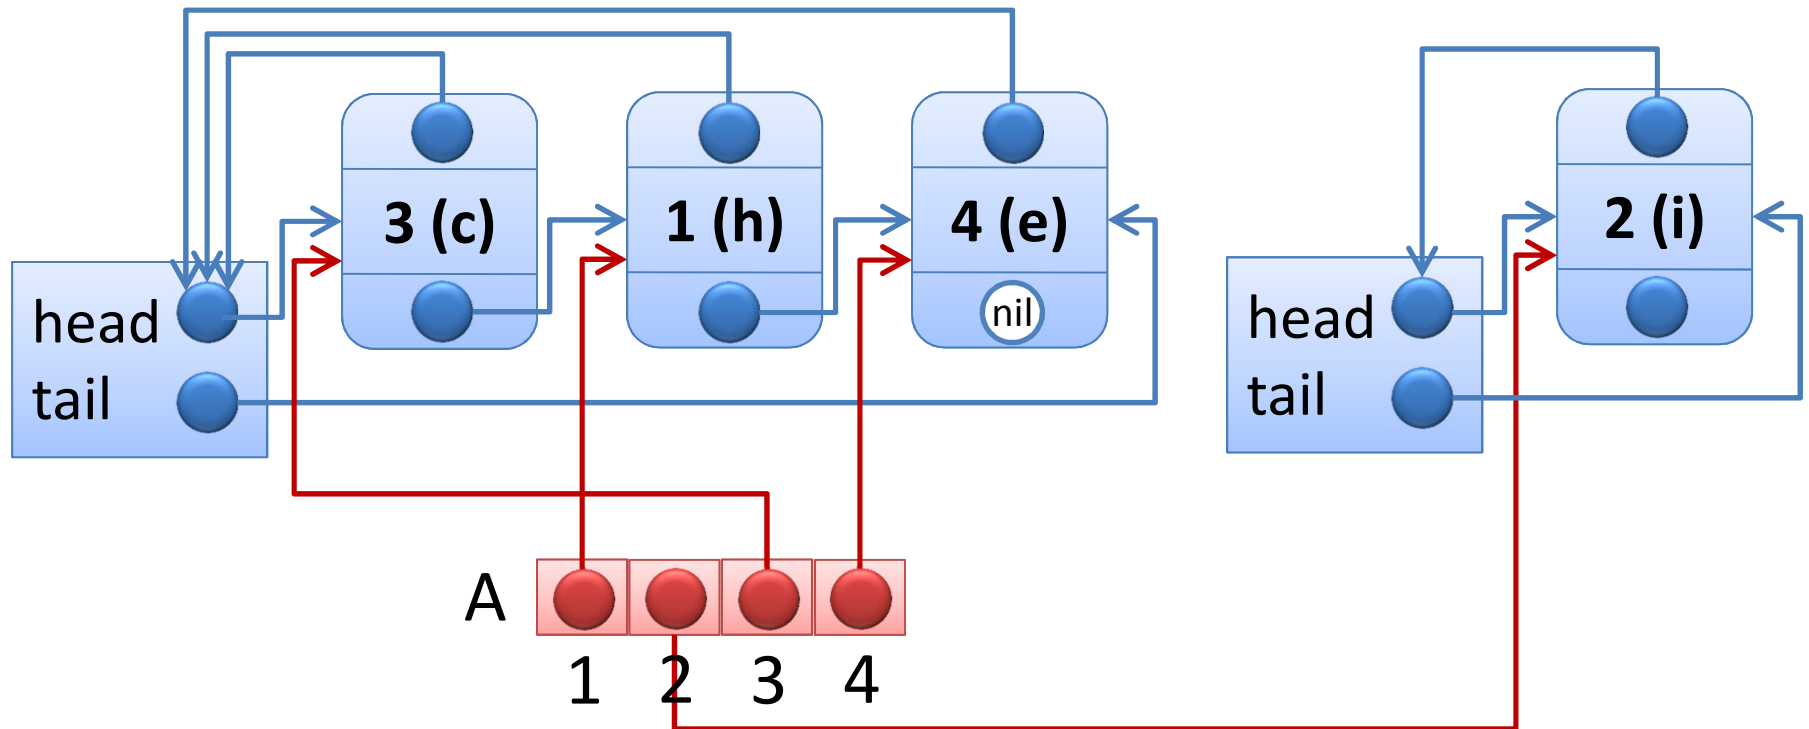 3 (c) 1 (h) 4 (e) 2 (i)
head nil head
tail tail
A
1 2 3 4